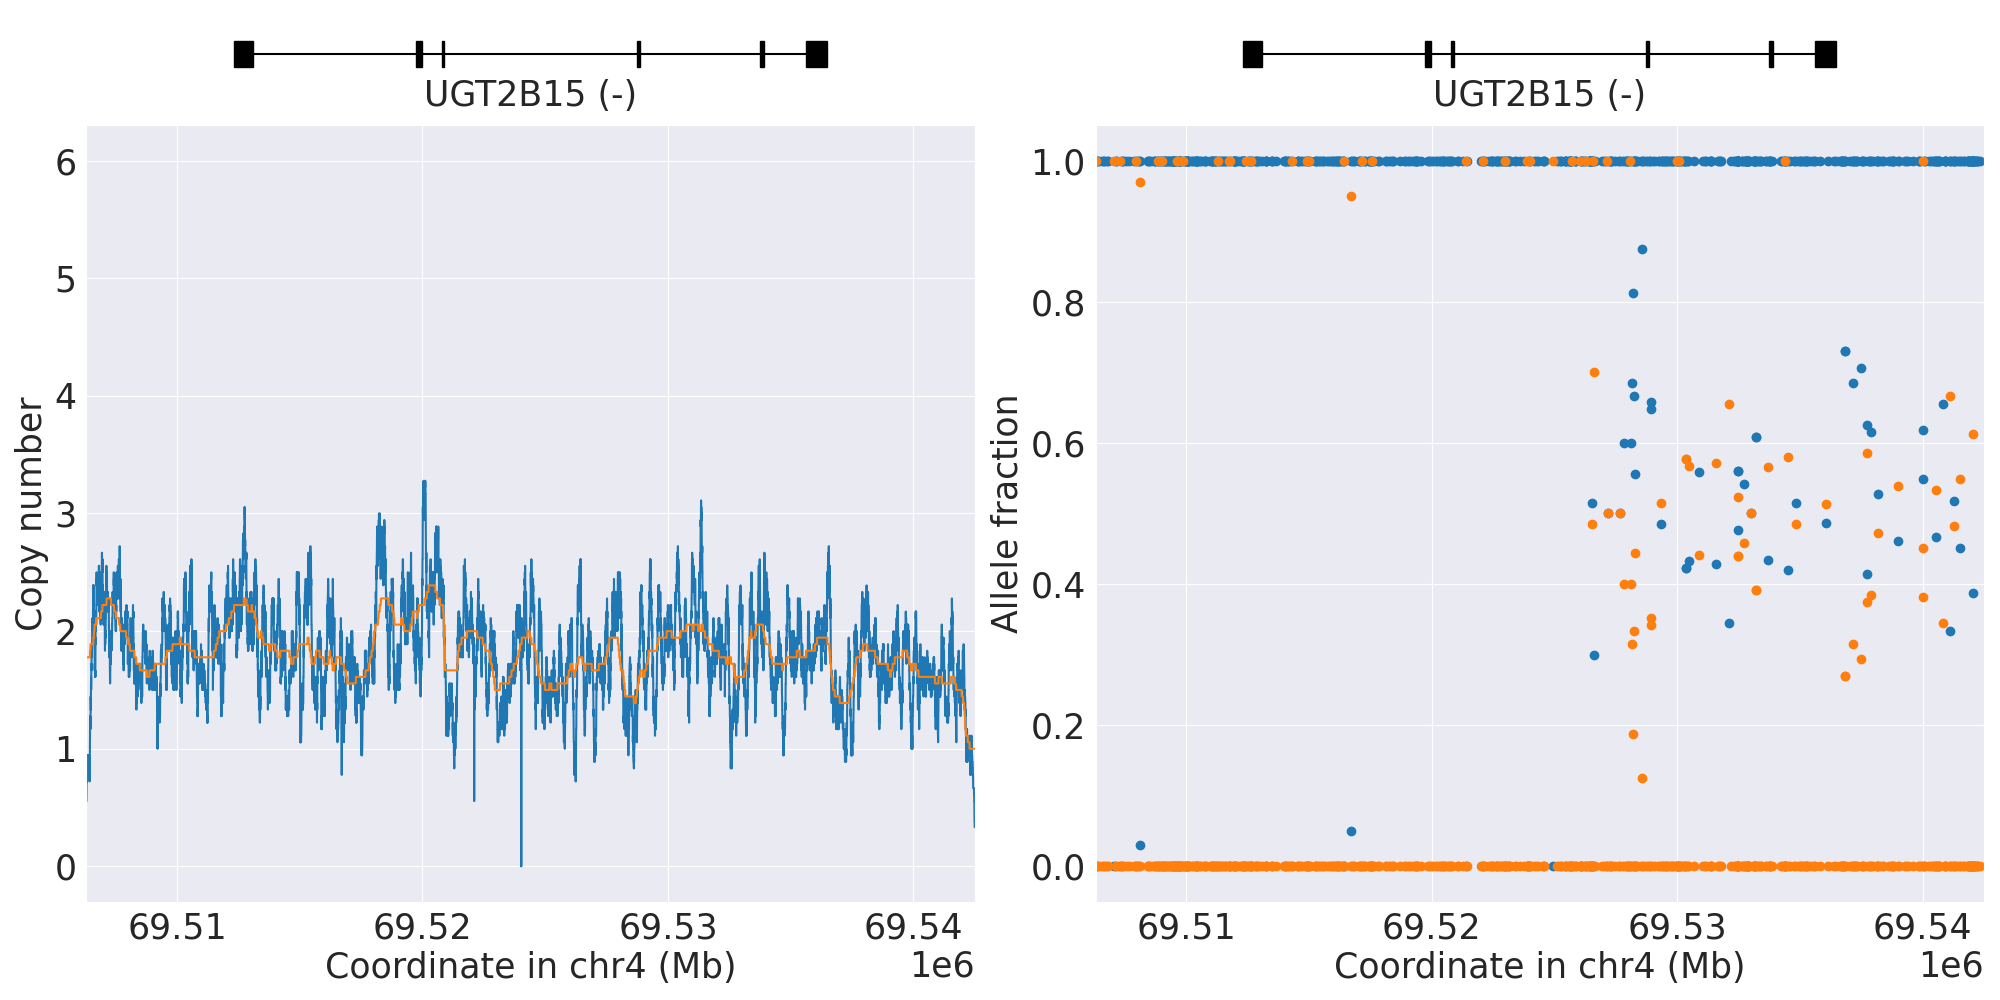 UGT2B15 (-)
6
5
4
3
2
1
0
Copy number
69.51 69.52 69.53 69.54
Coordinate in chr4 (Mb)
1e6
UGT2B15 (-)
1.0
0.8
0.6
0.4
0.2
0.0
Allele fraction
69.51 69.52 69.53 69.54
Coordinate in chr4 (Mb)
1e6